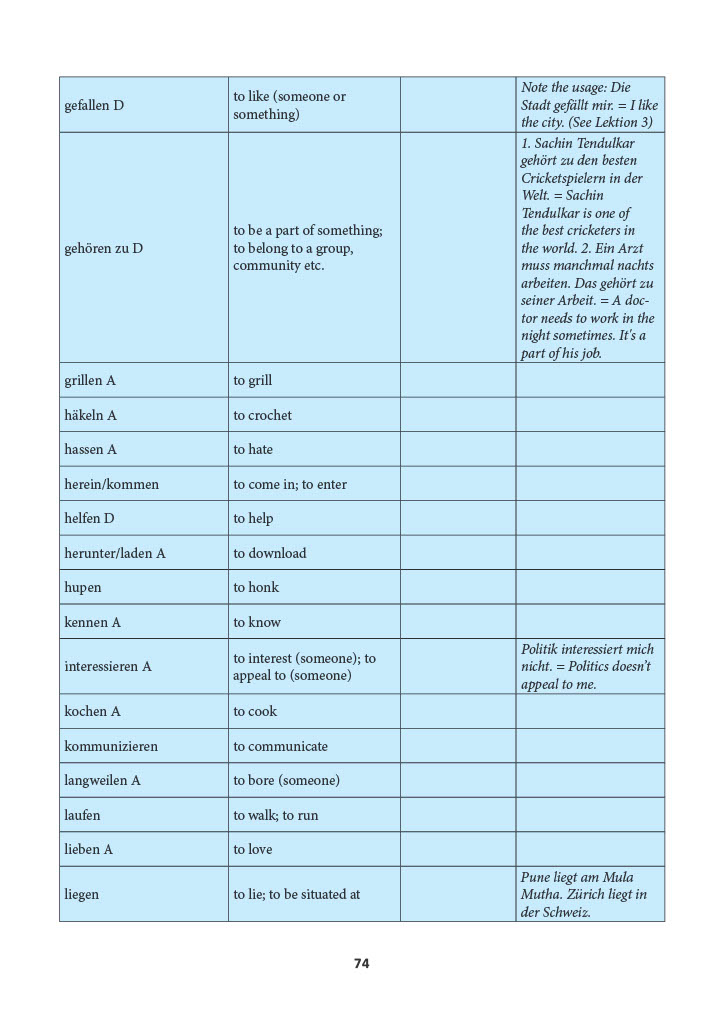 gefallen D
to like (someone or
something)
Note the usage: Die
Stadt gefällt mir. = I like
the city. (See Lektion 3)
gehören zu D
to be a part of something;
to belong to a group,
community etc.
1. Sachin Tendulkar
gehört zu den besten
Cricketspielern in der
Welt. = Sachin
Tendulkar is one of
the best cricketers in
the world. 2. Ein Arzt
muss manchmal nachts
arbeiten. Das gehört zu
seiner Arbeit. = A doc-
tor needs to work in the
night sometimes. It's a
part of his job.
grillen A
to grill
häkeln A
to crochet
hassen A
to hate
herein/kommen
to come in; to enter
helfen D
to help
herunter/laden A
to download
hupen
to honk
kennen A
to know
interessieren A
to interest (someone); to
appeal to (someone)
Politik interessiert mich
nicht. = Politics doesn't
appeal to me.
kochen A
to cook
kommunizieren
to communicate
langweilen A
to bore (someone)
laufen
to walk; to run
lieben A
to love
liegen
to lie; to be situated at
Pune liegt am Mula
Mutha. Zürich liegt in
der Schweiz.
74